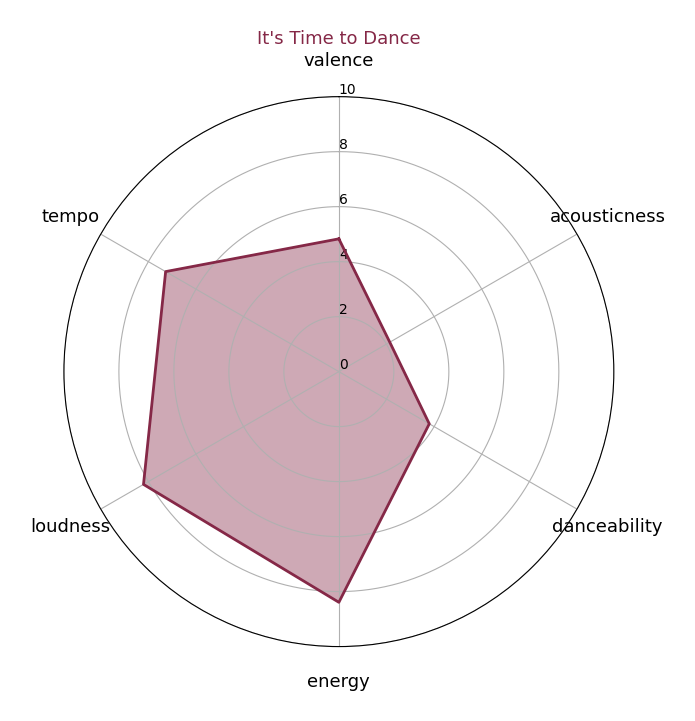 It's Time to Dance
valence
10
8
tempo
6
acousticness
4
2
0
loudness
danceability
energy